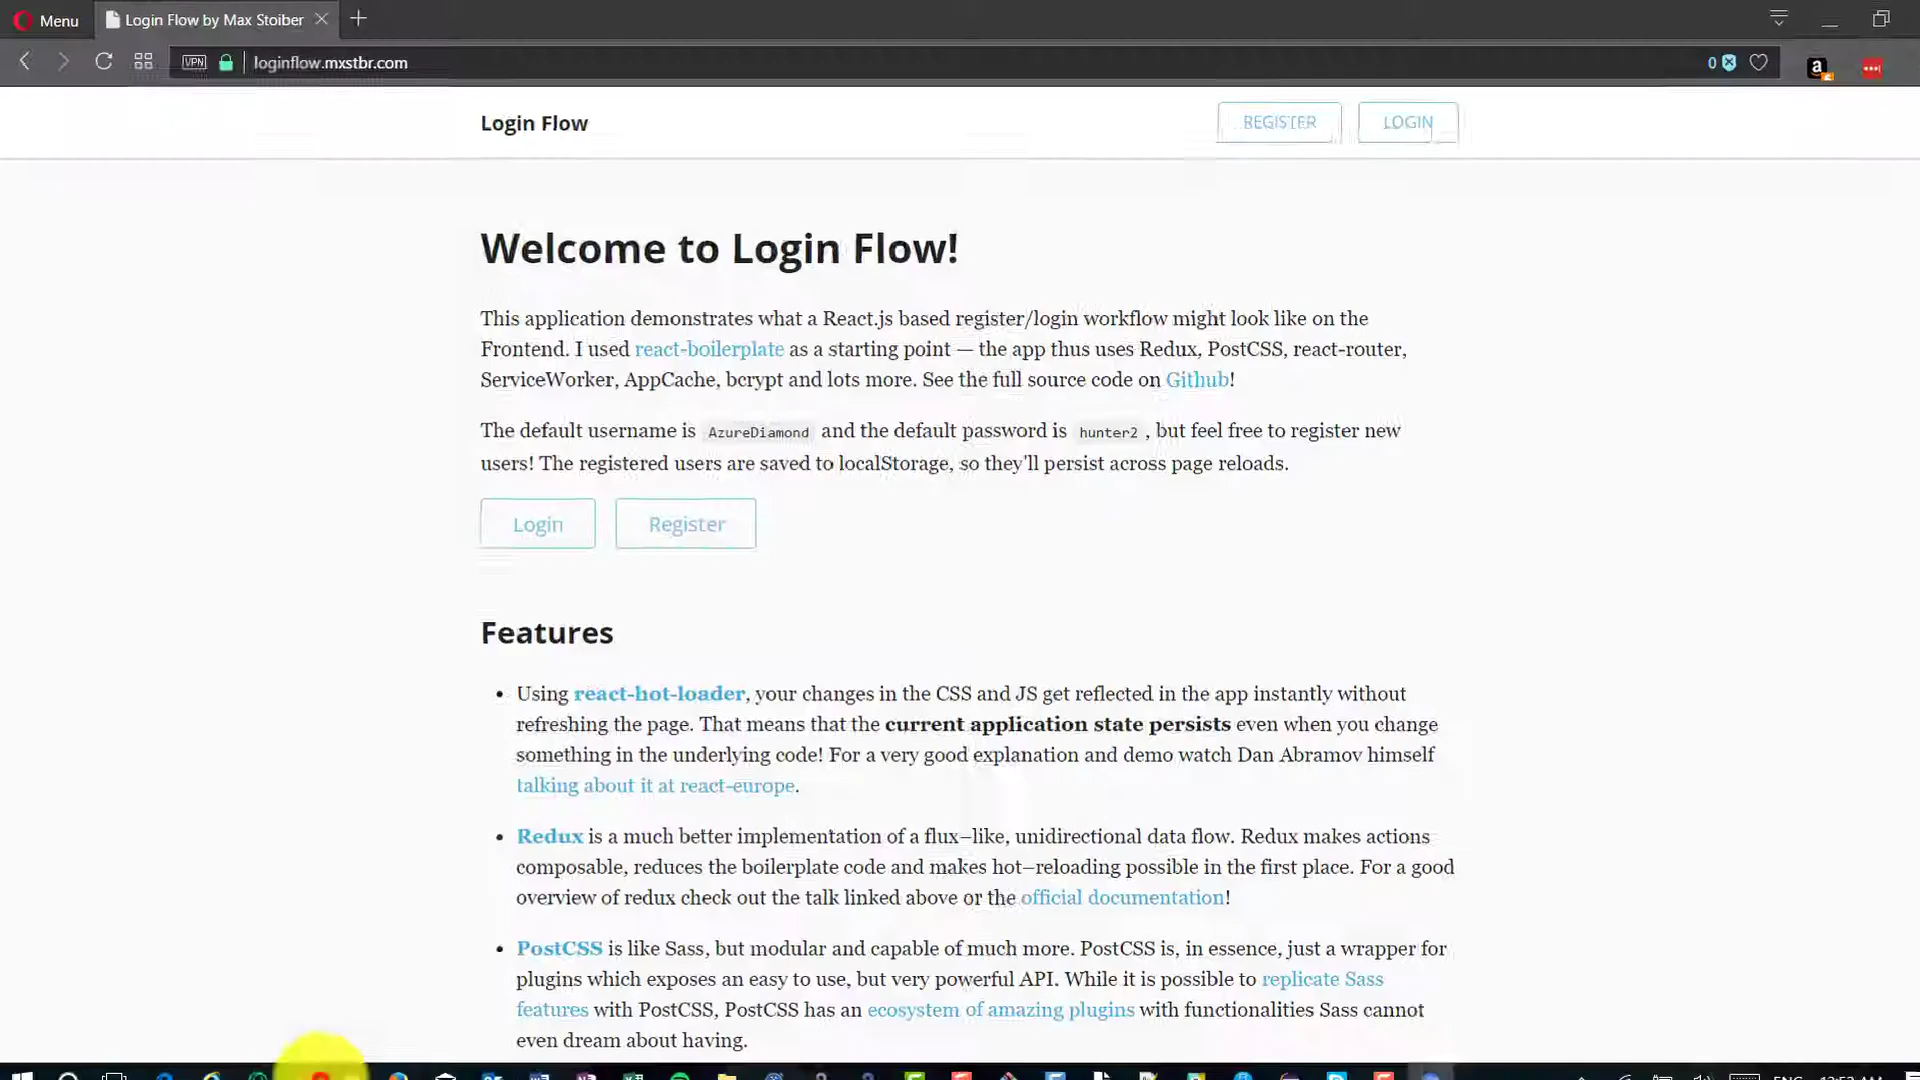 Menu
Login Flow by Max Stoiber
VPN
loginflow.mxstbr.com
0
Login Flow
REGISTER
LOGIN
Welcome to Login Flow!
This application demonstrates what a React.js based register/login workflow might look like on the
Frontend. I used react-boilerplate as a starting point — the app thus uses Redux, PostCSS, react-router,
ServiceWorker, AppCache, bcrypt and lots more. See the full source code on Github!
The default username is AzureDiamond and the default password is hunter2 , but feel free to register new
users! The registered users are saved to localStorage, so they'll persist across page reloads.
Login
Register
Features
• Using react-hot-loader, your changes in the CSS and JS get reflected in the app instantly without
refreshing the page. That means that the current application state persists even when you change
something in the underlying code! For a very good explanation and demo watch Dan Abramov himself
talking about it at react-europe.
• Redux is a much better implementation of a flux–like, unidirectional data flow. Redux makes actions
composable, reduces the boilerplate code and makes hot–reloading possible in the first place. For a good
overview of redux check out the talk linked above or the official documentation!
• PostCSS is like Sass, but modular and capable of much more. PostCSS is, in essence, just a wrapper for
plugins which exposes an easy to use, but very powerful API. While it is possible to replicate Sass
features with PostCSS, PostCSS has an ecosystem of amazing plugins with functionalities Sass cannot
even dream about having.